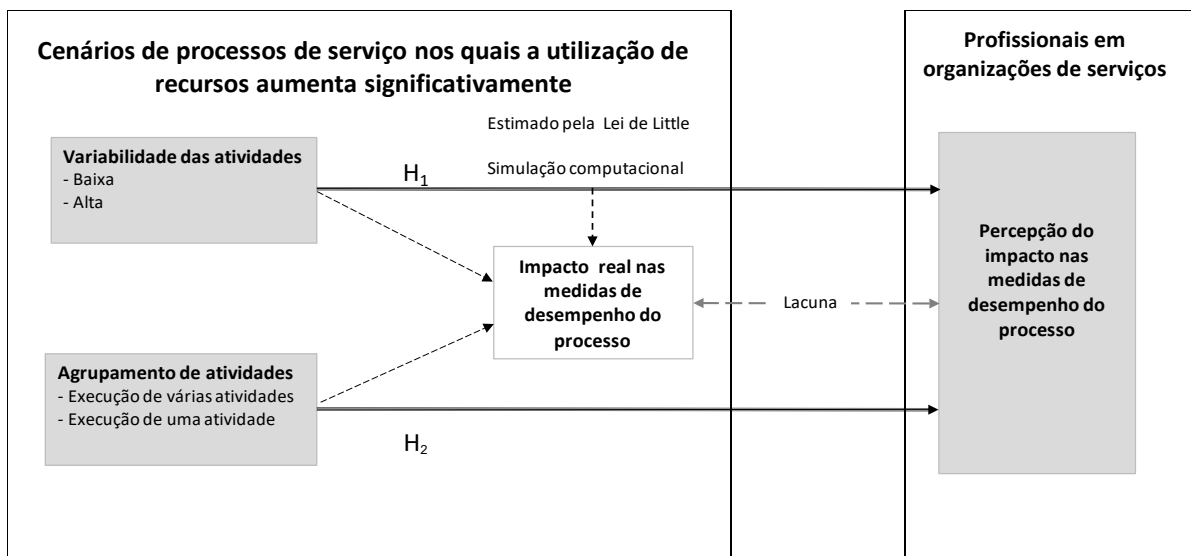 Cenários de processos de serviço nos quais a utilização de
recursos aumenta significativamente
Profissionais em
organizações de serviços
Estimado pela Lei de Little
Simulação computacional
Variabilidade das atividades
- Baixa
- Alta
H₁
Impacto real nas
medidas de
desempenho do
processo
Lacuna
Percepção do
impacto nas
medidas de
desempenho do
processo
Agrupamento de atividades
- Execução de várias atividades
- Execução de uma atividade
H₂